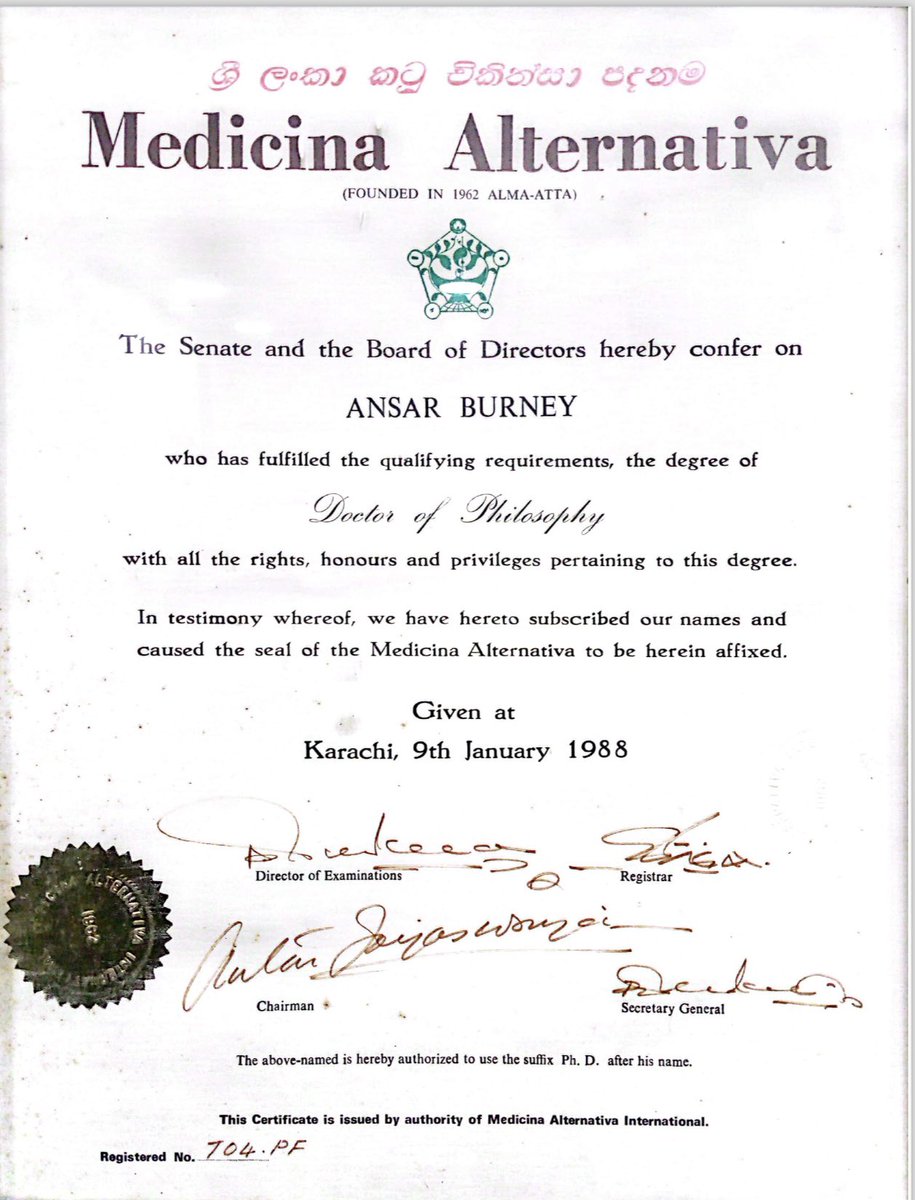 ශ්‍රී ලංකා කටු චිකිත්සා පදනම
Medicina Alternativa
(FOUNDED IN 1962 ALMA-ATTA)
The Senate and the Board of Directors hereby confer on
ANSAR BURNEY
who has fulfilled the qualifying requirements, the degree of
Doctor of Philosophy
with all the rights, honours and privileges pertaining to this degree.
In testimony whereof, we have hereto subscribed our names and
caused the seal of the Medicina Alternativa to be herein affixed.
Given at
Karachi, 9th January 1988
Director of Examinations
Registrar
ALTERNATIVA
1962
Chairman
Secretary General
The above-named is hereby authorized to use the suffix Ph. D. after his name.
This Certificate is issued by authority of Medicina Alternativa International.
Registered No. 704.PF